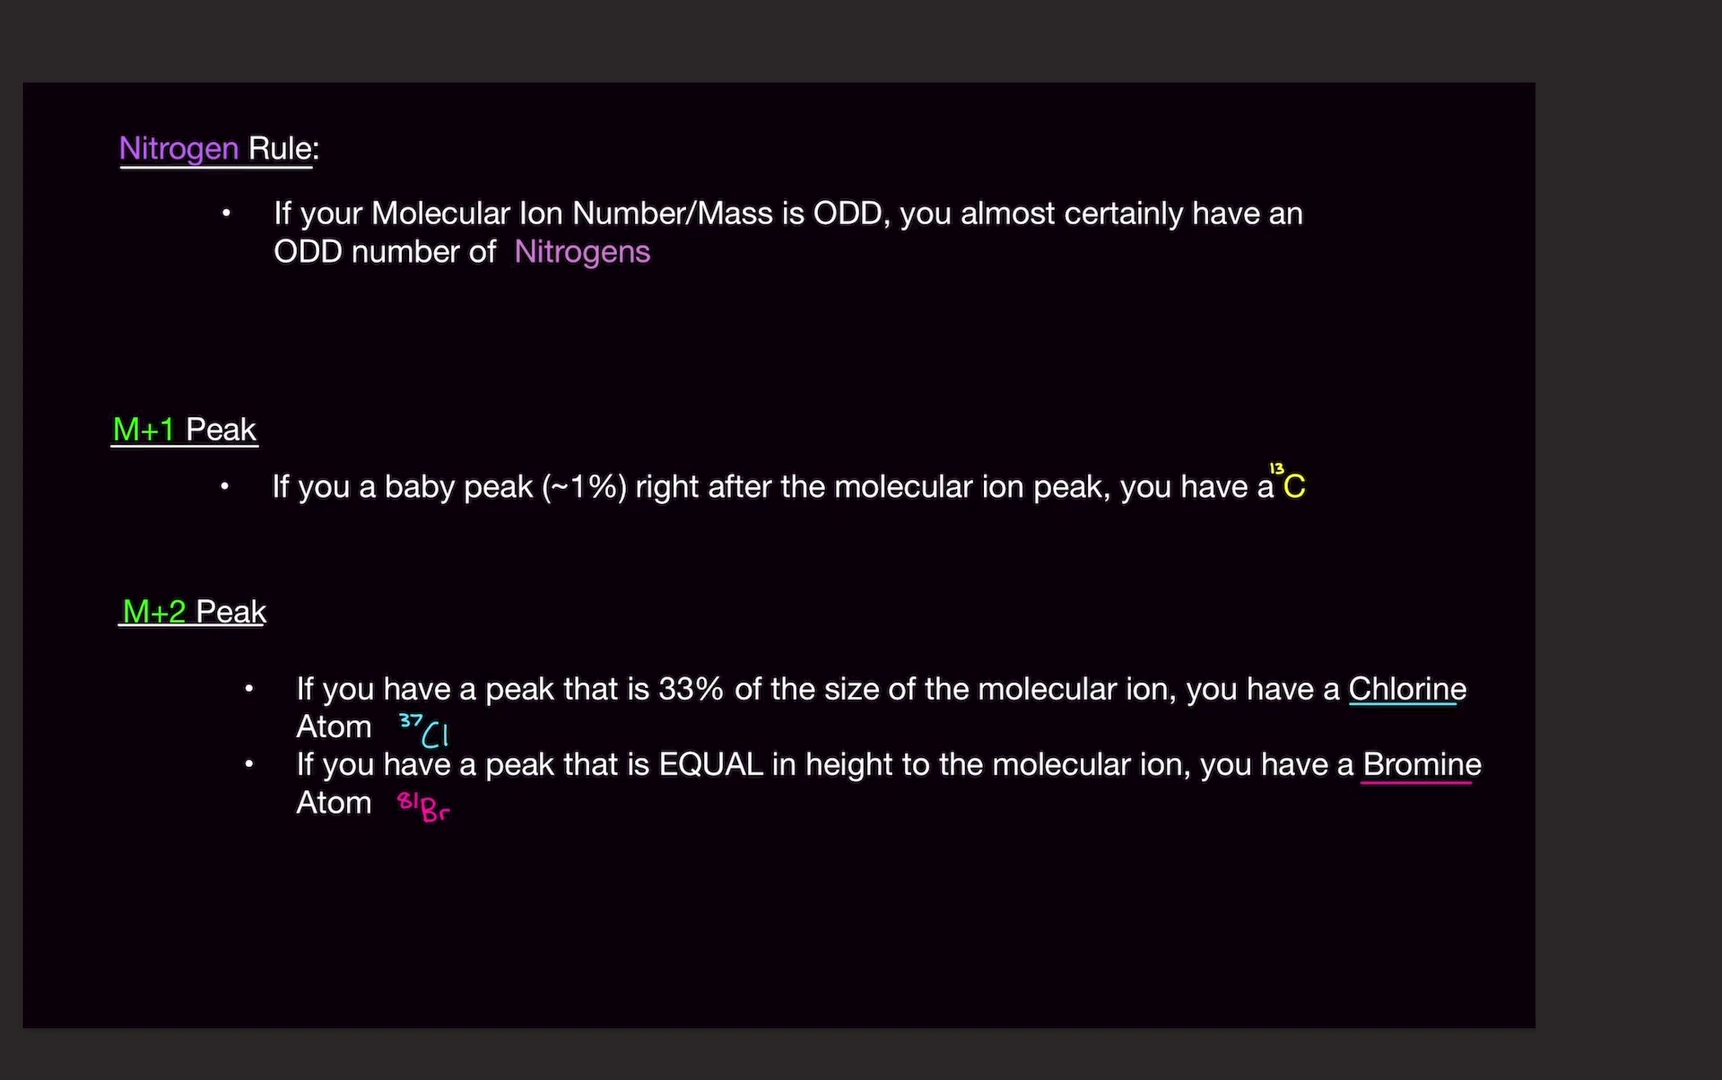 Nitrogen Rule:
• If your Molecular Ion Number/Mass is ODD, you almost certainly have an
ODD number of Nitrogens
M+1 Peak
• If you a baby peak (~1%) right after the molecular ion peak, you have a ¹³C
M+2 Peak
• If you have a peak that is 33% of the size of the molecular ion, you have a Chlorine
Atom ³⁷Cl
• If you have a peak that is EQUAL in height to the molecular ion, you have a Bromine
Atom ⁸¹Br